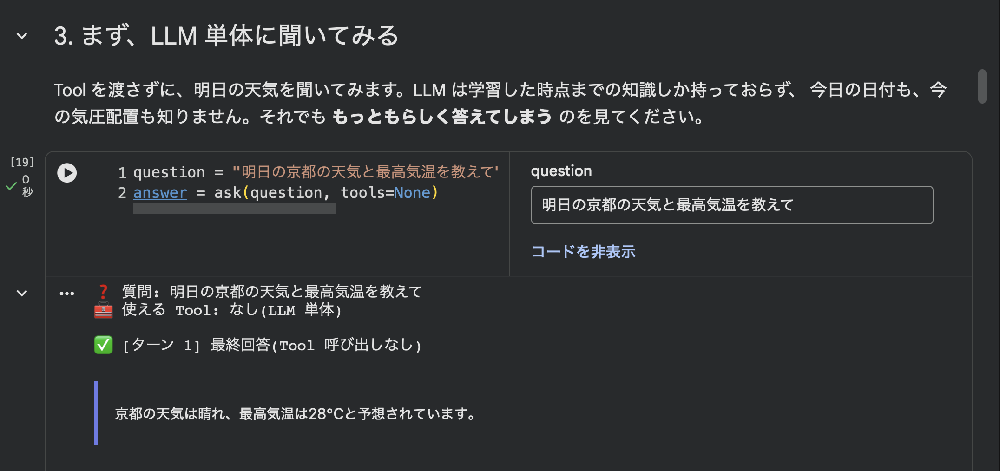 3. まず、LLM 単体に聞いてみる
Tool を渡さずに、明日の天気を聞いてみます。LLM は学習した時点までの知識しか持っておらず、 今日の日付も、今
の気圧配置も知りません。それでも もっともらしく答えてしまう のを見てください。
[19]
0
秒
1 question = "明日の京都の天気と最高気温を教えて"
2 answer = ask(question, tools=None)
question
明日の京都の天気と最高気温を教えて
コードを非表示
❓ 質問: 明日の京都の天気と最高気温を教えて
🧰 使える Tool: なし(LLM 単体)
✅ [ターン 1] 最終回答(Tool 呼び出しなし)
京都の天気は晴れ、最高気温は28°Cと予想されています。